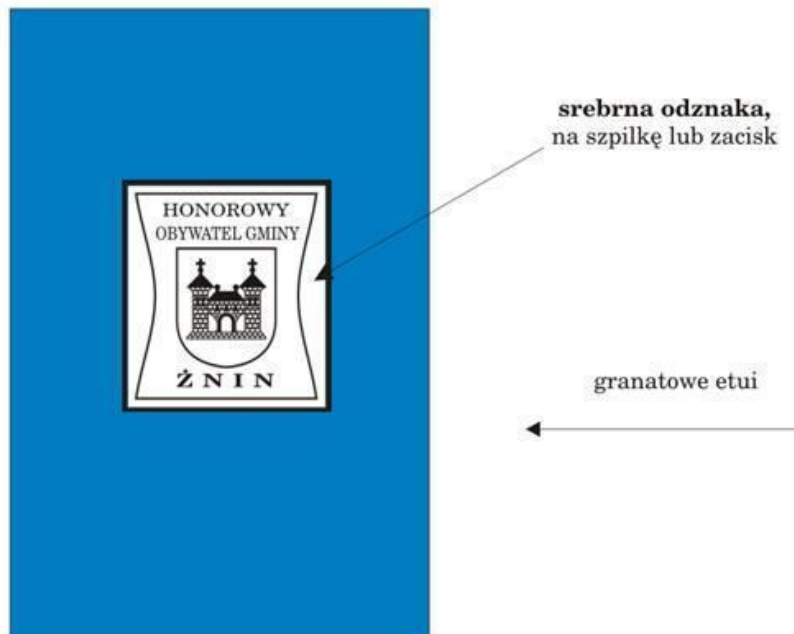 srebrna odznaka,
na szpilkę lub zacisk
HONOROWY
OBYWATEL GMINY
ŻNIN
granatowe etui